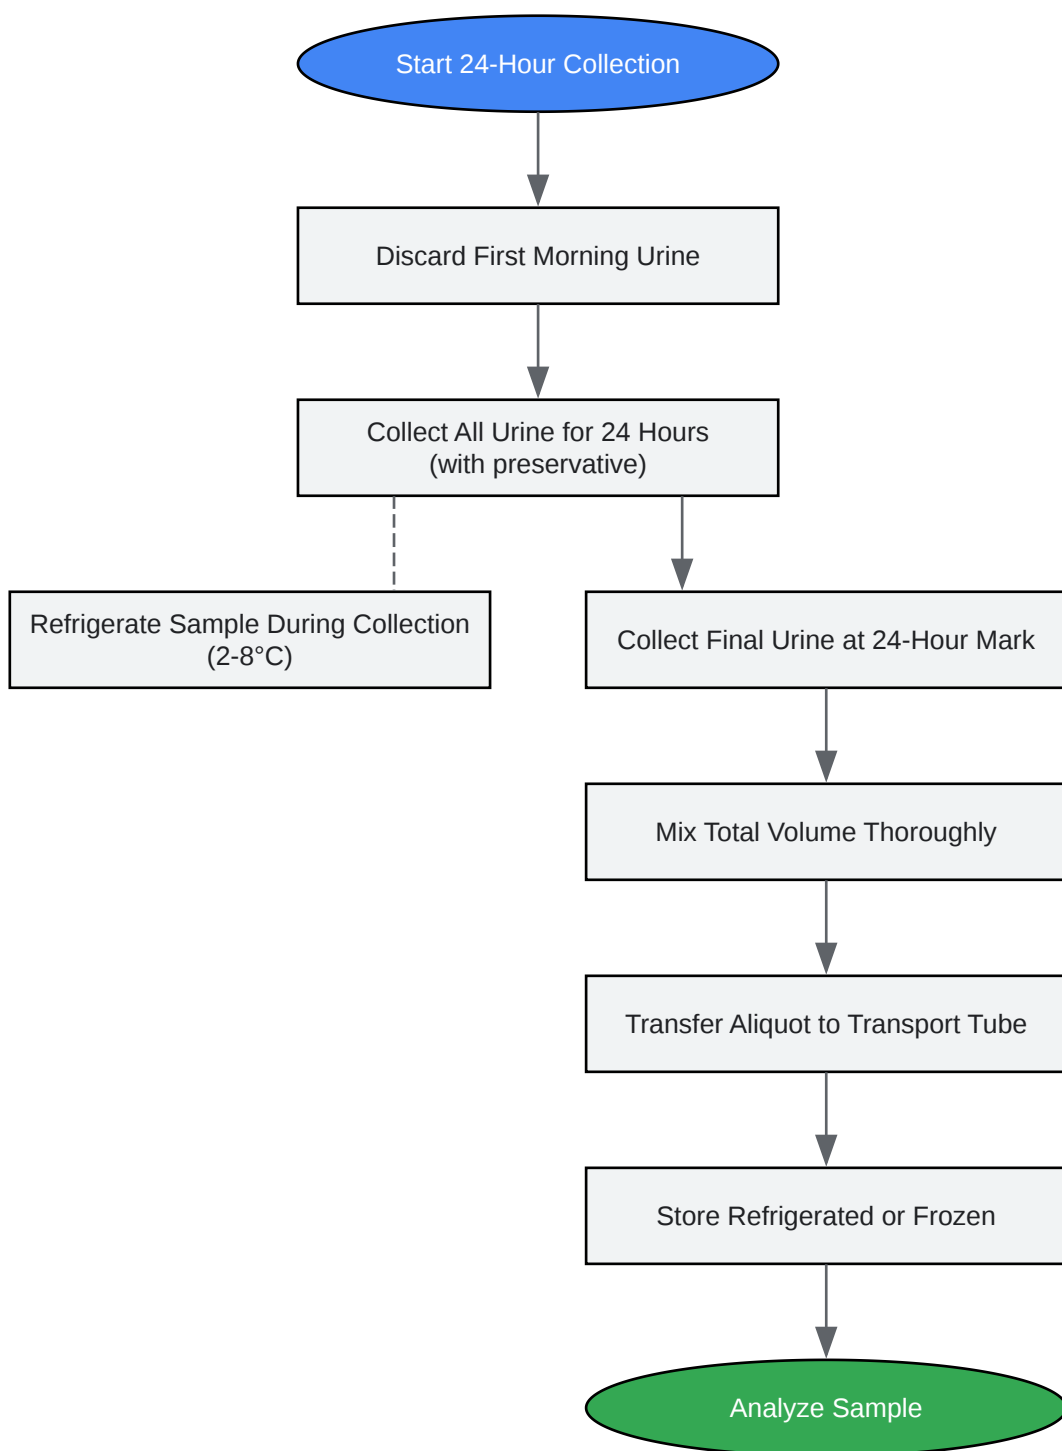 Start 24-Hour Collection
Discard First Morning Urine
Collect All Urine for 24 Hours
(with preservative)
Refrigerate Sample During Collection
(2-8°C)
Collect Final Urine at 24-Hour Mark
Mix Total Volume Thoroughly
Transfer Aliquot to Transport Tube
Store Refrigerated or Frozen
Analyze Sample